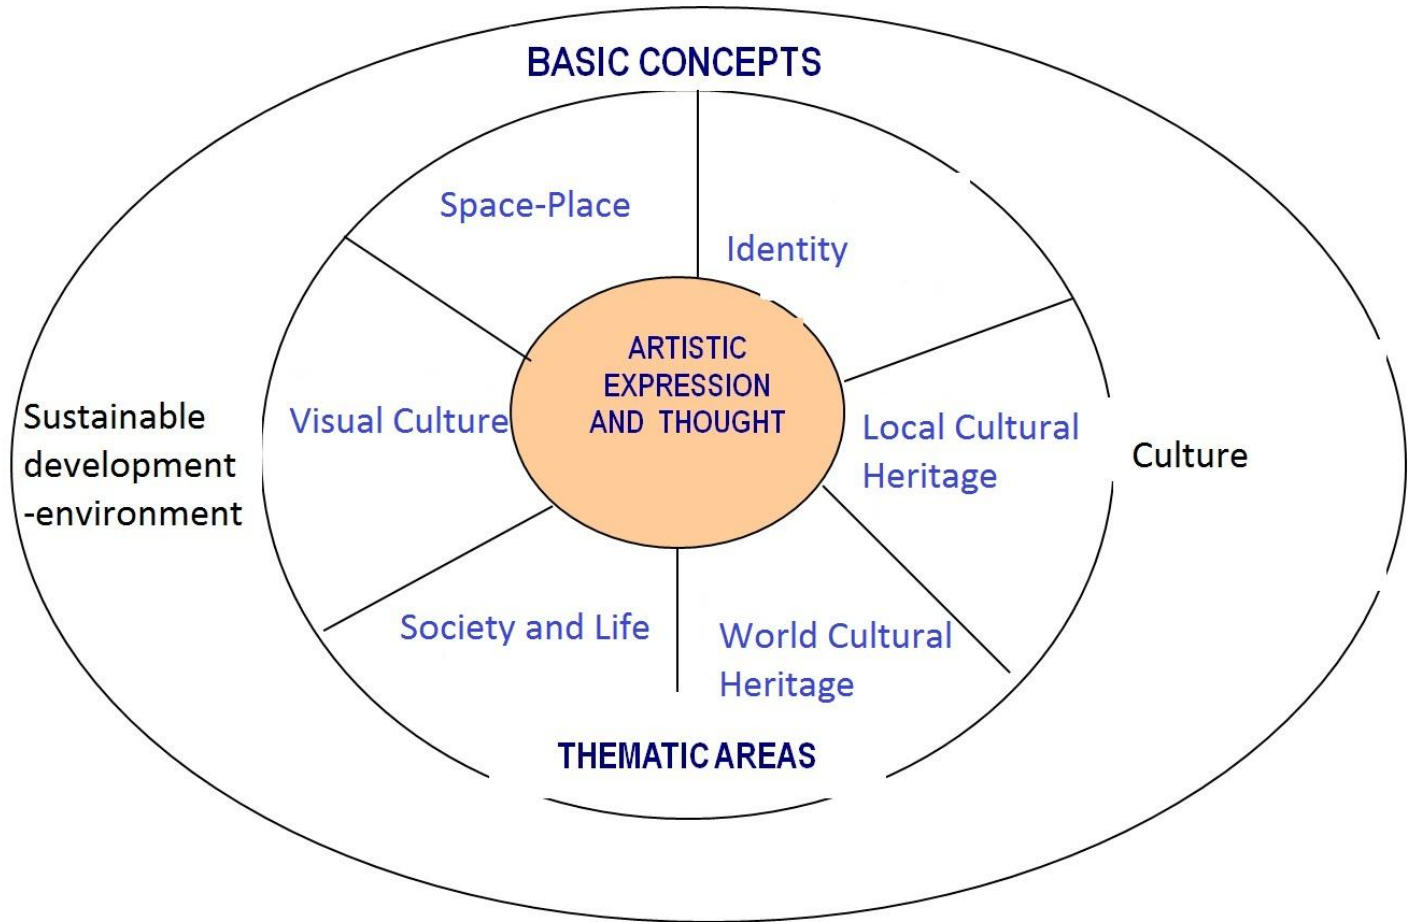 BASIC CONCEPTS
Space-Place
Identity
ARTISTIC
EXPRESSION
AND THOUGHT
Visual Culture
Local Cultural
Heritage
Sustainable
development
-environment
Culture
Society and Life
World Cultural
Heritage
THEMATIC AREAS